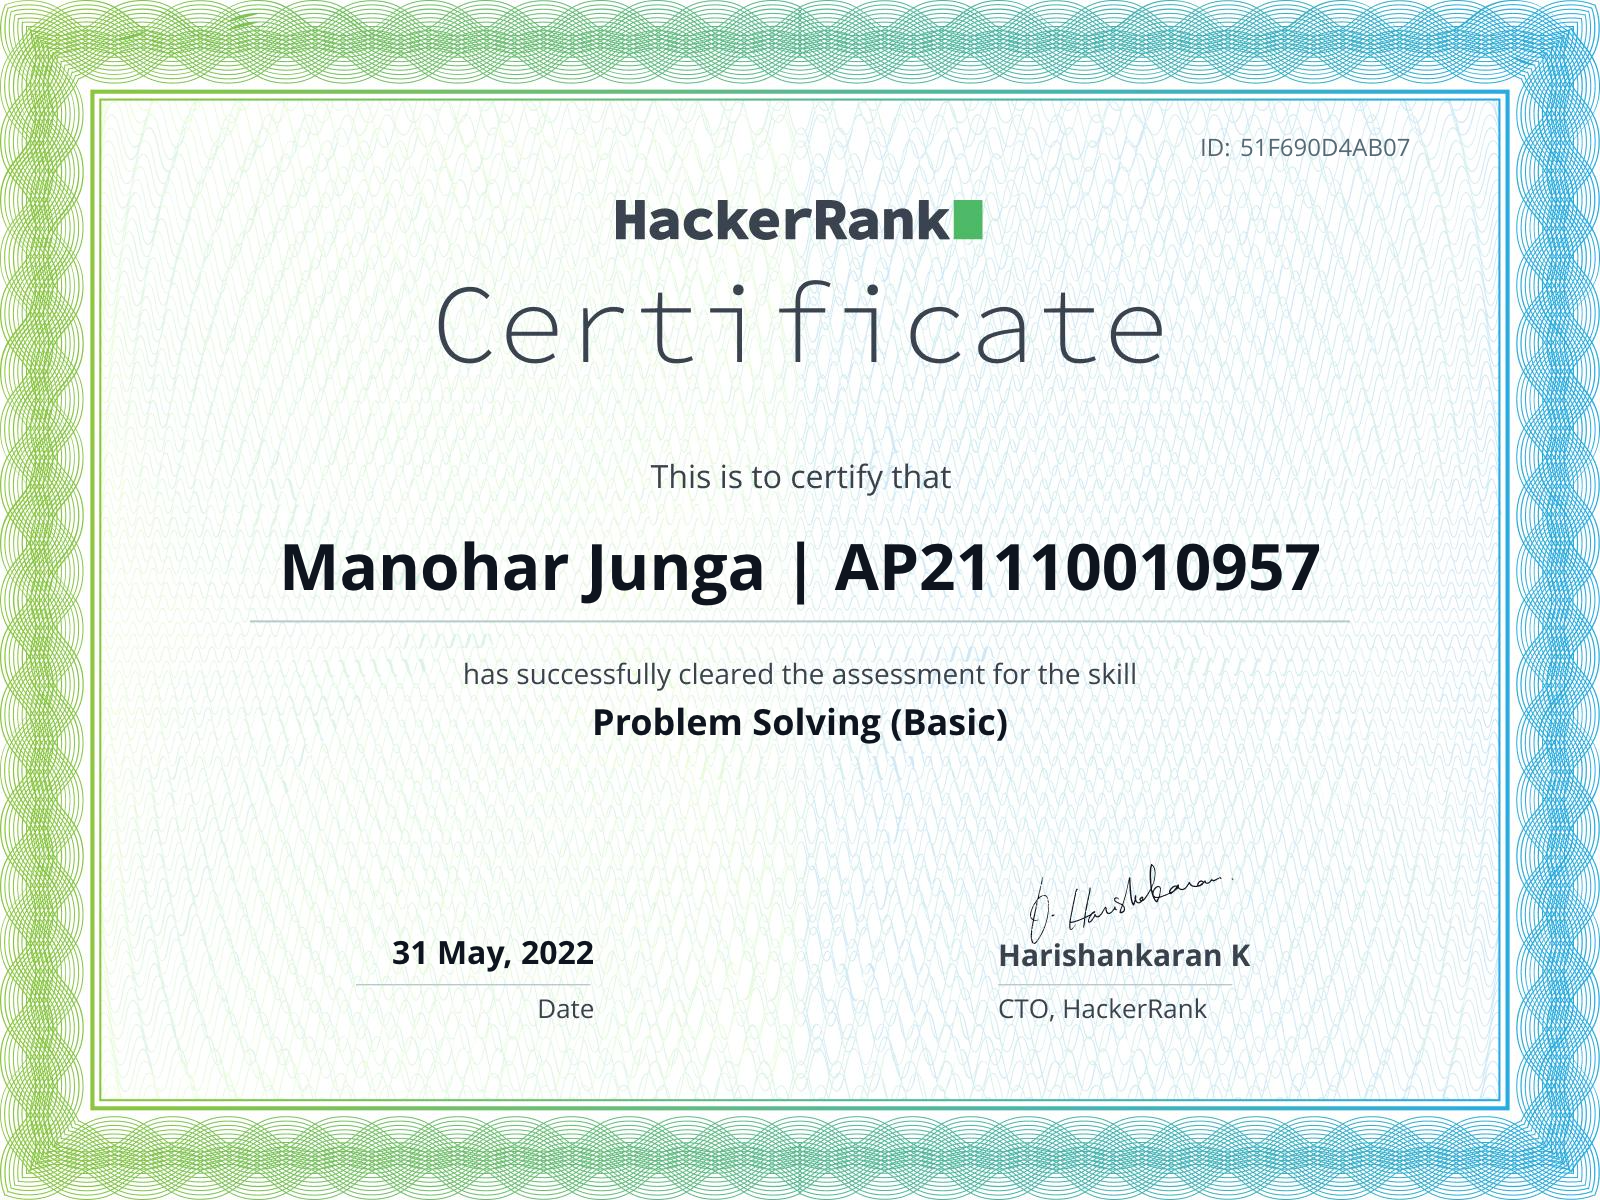 ID: 51F690D4AB07
HackerRank
Certificate
This is to certify that
Manohar Junga | AP21110010957
has successfully cleared the assessment for the skill
Problem Solving (Basic)
31 May, 2022
Date
Harishankaran K
CTO, HackerRank